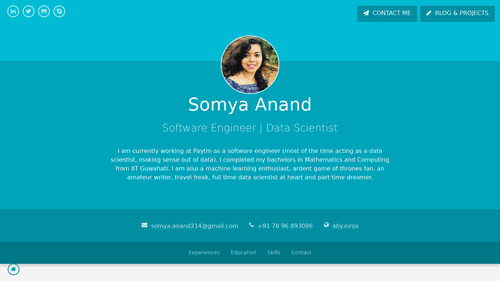 CONTACT ME
BLOG & PROJECTS
Somya Anand
Software Engineer | Data Scientist
I am currently working at Paytm as a software engineer (most of the time acting as a data
scientist, making sense out of data). I completed my bachelors in Mathematics and Computing
from IIT Guwahati. I am also a machine learning enthusiast, ardent game of thrones fan, an
amateur writer, travel freak, full time data scientist at heart and part time dreamer.
somya.anand214@gmail.com +91 78 96 893086 aby.ninja
Experiences Education Skills Contact